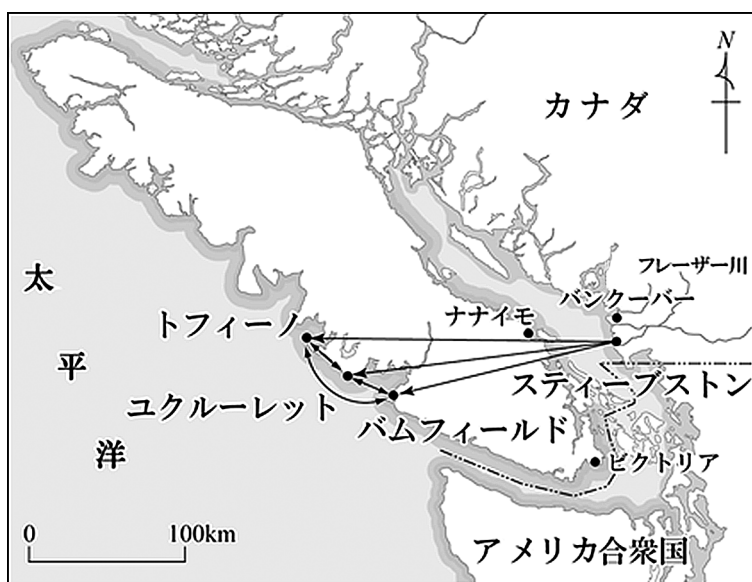 N
カナダ
フレーザー川
バンクーバー
太平洋
ナナイモ
トフィーノ
スティーブストン
ユクルーレット
バムフィールド
ビクトリア
0 100km
アメリカ合衆国